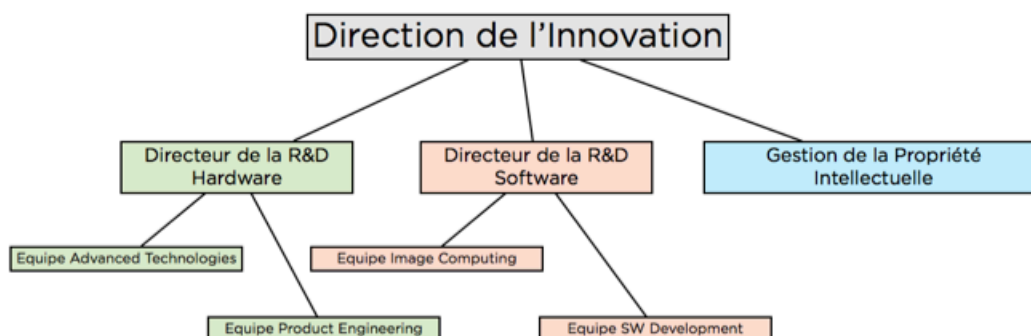 Direction de l'Innovation
Directeur de la R&D
Hardware
Directeur de la R&D
Software
Gestion de la Propriété
Intellectuelle
Equipe Advanced Technologies
Equipe Image Computing
Equipe Product Engineering
Equipe SW Development